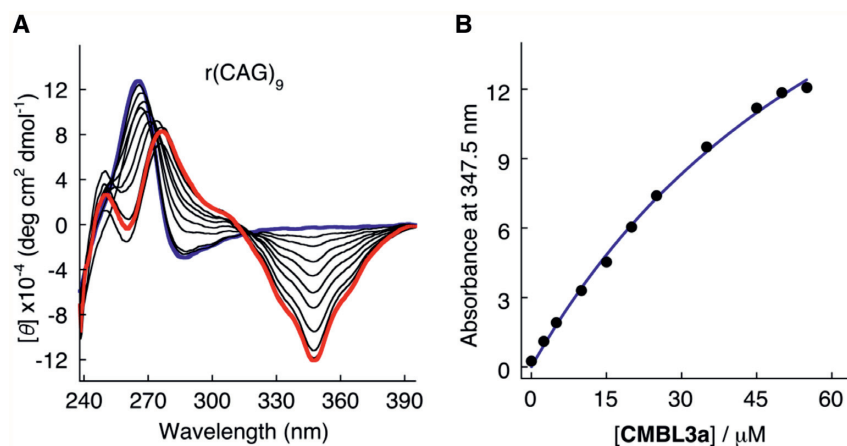 A
r(CAG)₉
[θ] x10⁻⁴ (deg cm² dmol⁻¹)
12
8
4
0
-4
-8
-12
240 270 300 330 360 390
Wavelength (nm)
B
Absorbance at 347.5 nm
12
9
6
3
0
0 15 30 45 60
[CMBL3a] / μM